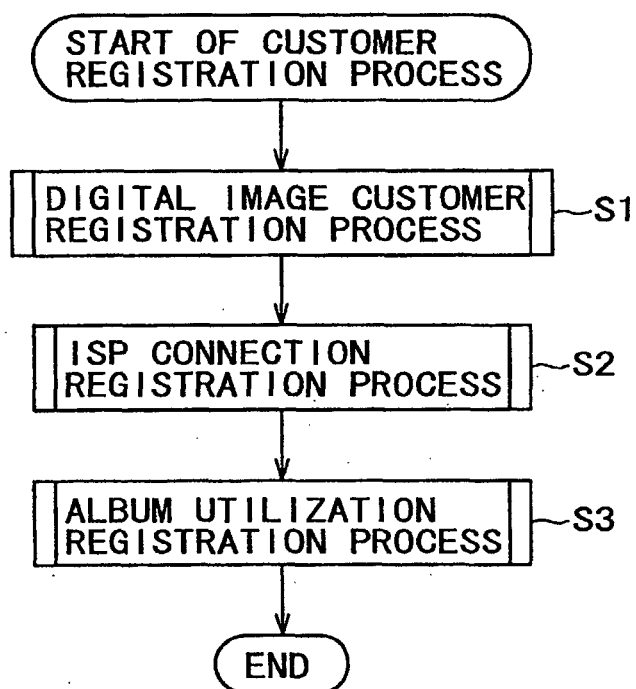 START OF CUSTOMER
REGISTRATION PROCESS
DIGITAL IMAGE CUSTOMER
REGISTRATION PROCESS
S1
ISP CONNECTION
REGISTRATION PROCESS
S2
ALBUM UTILIZATION
REGISTRATION PROCESS
S3
END